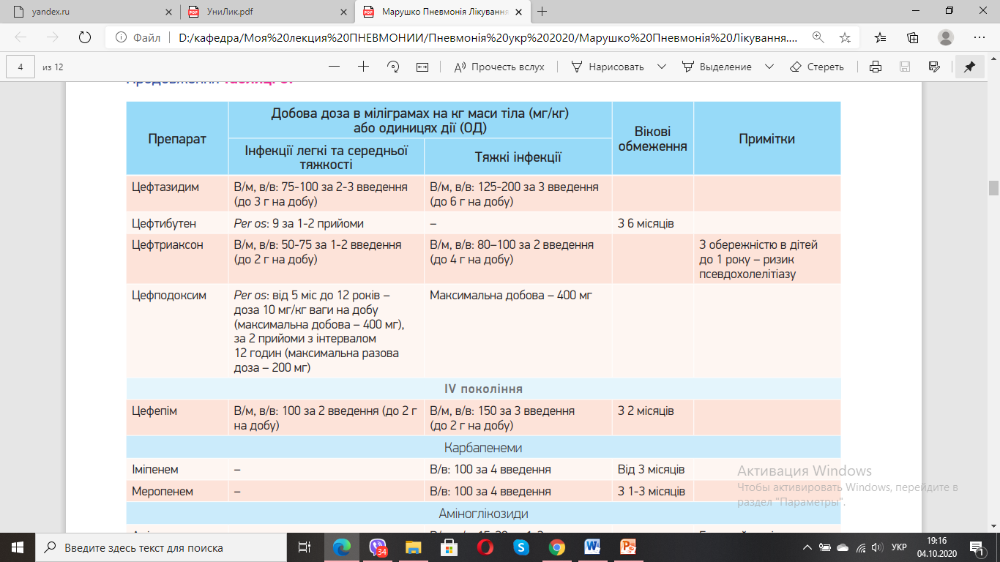 yandex.ru
УниЛик.pdf
Марушко Пневмонія Лікування
Файл
D:/кафедра/Моя%20лекция%20ПНЕВМОНИИ/Пневмонія%20укр%202020/Марушко%20Пневмонія%20Лікування....
4 из 12
Прочесть вслух
Нарисовать
Выделение
Стереть
Препарат
Добова доза в міліграмах на кг маси тіла (мг/кг)
або одиницях дії (ОД)
Інфекції легкі та середньої
тяжкості
Тяжкі інфекції
Вікові
обмеження
Примітки
Цефтазидим
В/м, в/в: 75-100 за 2-3 введення
(до 3 г на добу)
В/м, в/в: 125-200 за 3 введення
(до 6 г на добу)
Цефтибутен
Per os: 9 за 1-2 прийоми
–
З 6 місяців
Цефтриаксон
В/м, в/в: 50-75 за 1-2 введення
(до 2 г на добу)
В/м, в/в: 80–100 за 2 введення
(до 4 г на добу)
З обережністю в дітей
до 1 року – ризик
псевдохолелітіазу
Цефподоксим
Per os: від 5 міс до 12 років –
доза 10 мг/кг ваги на добу
(максимальна добова – 400 мг),
за 2 прийоми з інтервалом
12 годин (максимальна разова
доза – 200 мг)
Максимальна добова – 400 мг
IV покоління
Цефепім
В/м, в/в: 100 за 2 введення (до 2 г
на добу)
В/м, в/в: 150 за 3 введення
(до 2 г на добу)
З 2 місяців
Карбапенеми
Іміпенем
–
В/в: 100 за 4 введення
Від 3 місяців
Меропенем
–
В/в: 100 за 4 введення
З 1-3 місяців
Аміноглікозиди
Активация Windows
Чтобы активировать Windows, перейдите в
раздел "Параметры".
Введите здесь текст для поиска
34
УКР
19:16
04.10.2020
1